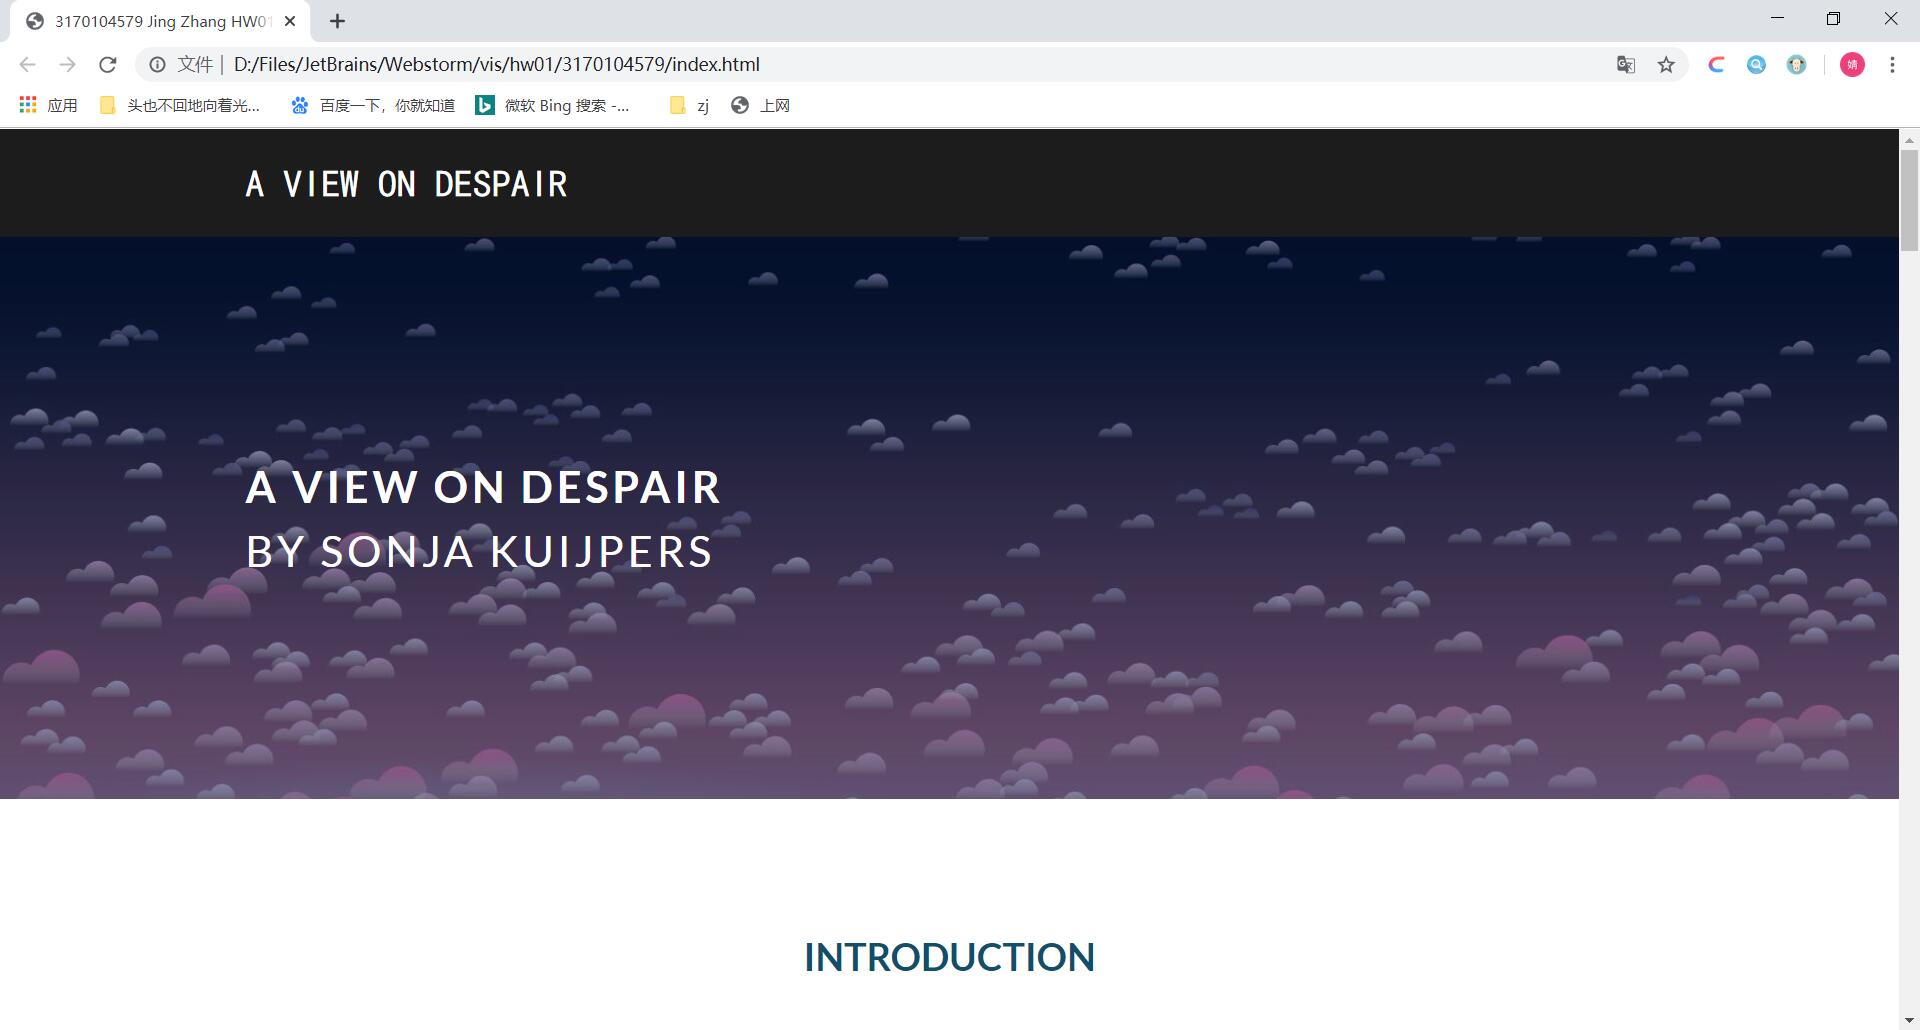 3170104579 Jing Zhang HW01
文件 | D:/Files/JetBrains/Webstorm/vis/hw01/3170104579/index.html
婧
应用 头也不回地向着光... 百度一下，你就知道 微软 Bing 搜索 -... zj 上网
A VIEW ON DESPAIR
A VIEW ON DESPAIR
BY SONJA KUIJPERS
INTRODUCTION